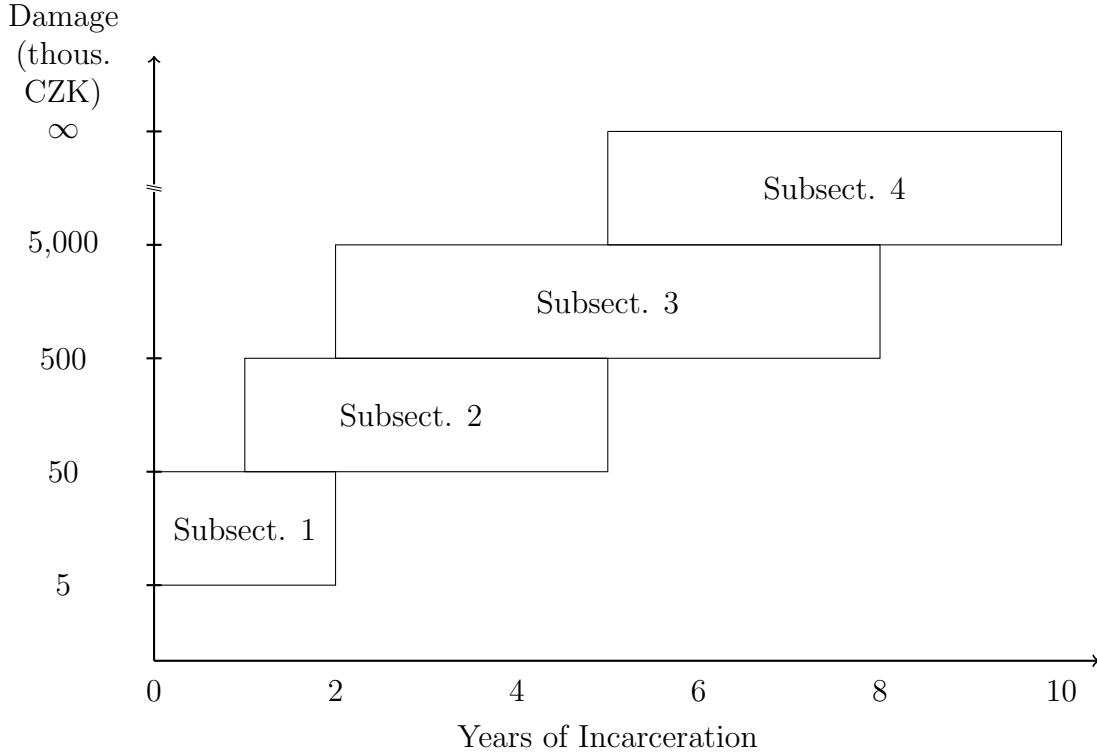 Damage
(thous.
CZK)
∞
Subsect. 4
5,000
Subsect. 3
500
Subsect. 2
50
Subsect. 1
5
0 2 4 6 8 10
Years of Incarceration